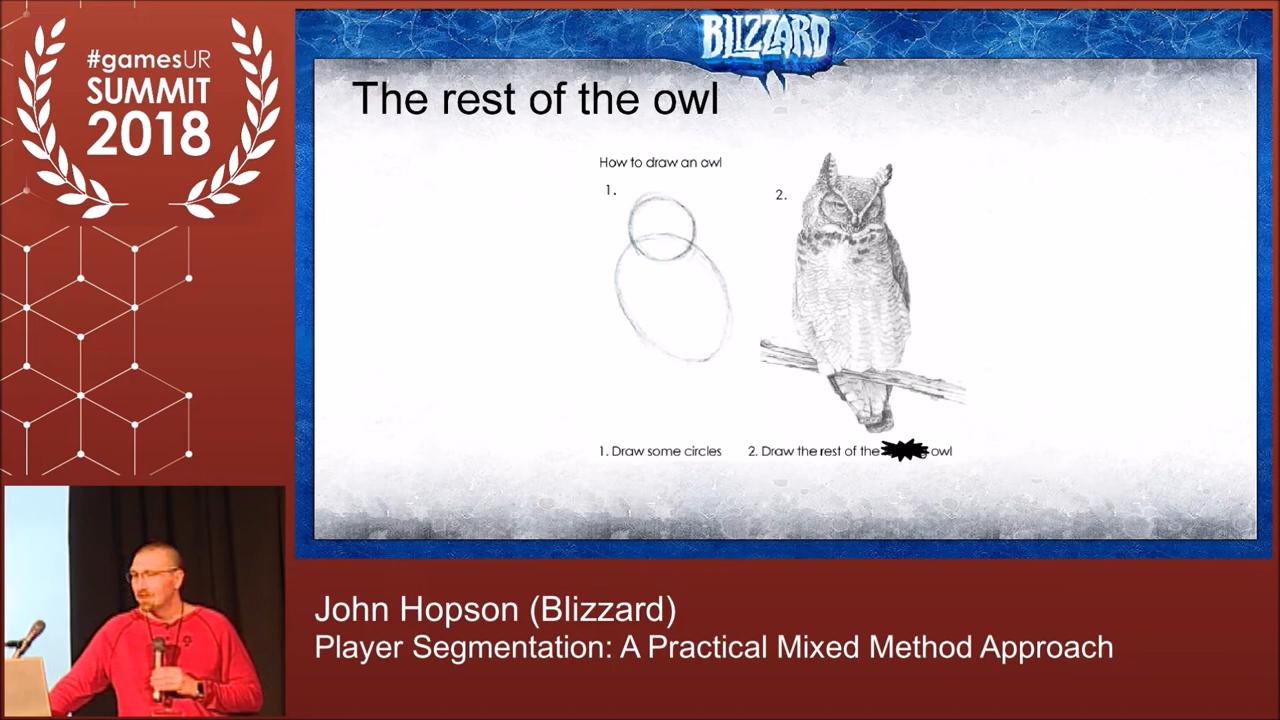 #gamesUR
SUMMIT
2018
BLIZZARD
The rest of the owl
How to draw an owl
1.
2.
1. Draw some circles
2. Draw the rest of the owl
John Hopson (Blizzard)
Player Segmentation: A Practical Mixed Method Approach